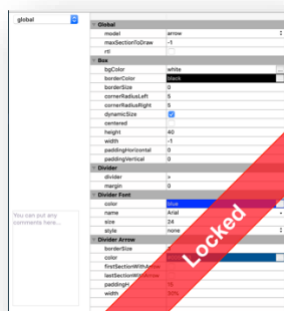 global
Global
model arrow
maxSectionToDraw -1
rtl
Box
bgColor white
borderColor black
borderSize 0
cornerRadiusLeft 5
cornerRadiusRight 5
dynamicSize
centered
height 40
width -1
paddingHorizontal 0
paddingVertical 0
Divider
divider >
margin 0
Divider Font
color blue
name Arial
size 24
style none
Divider Arrow
borderSize
color
firstSectionWithArrow
lastSectionWithArrow
paddingH
width
You can put any
comments here...
Locked